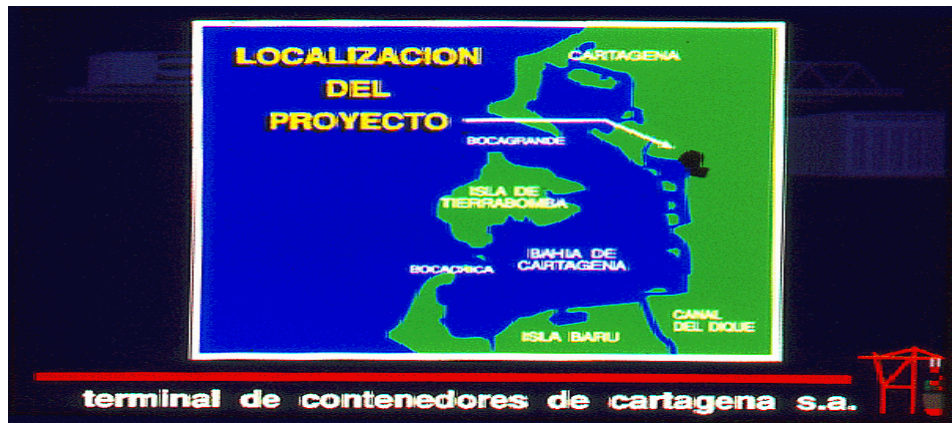 LOCALIZACION
DEL
PROYECTO
CARTAGENA
BOCAGRANDE
ISLA DE
TIERRABOMBA
BAHIA DE
CARTAGENA
BOCACHICA
CANAL
DEL DIQUE
ISLA BARU
terminal de contenedores de cartagena s.a.